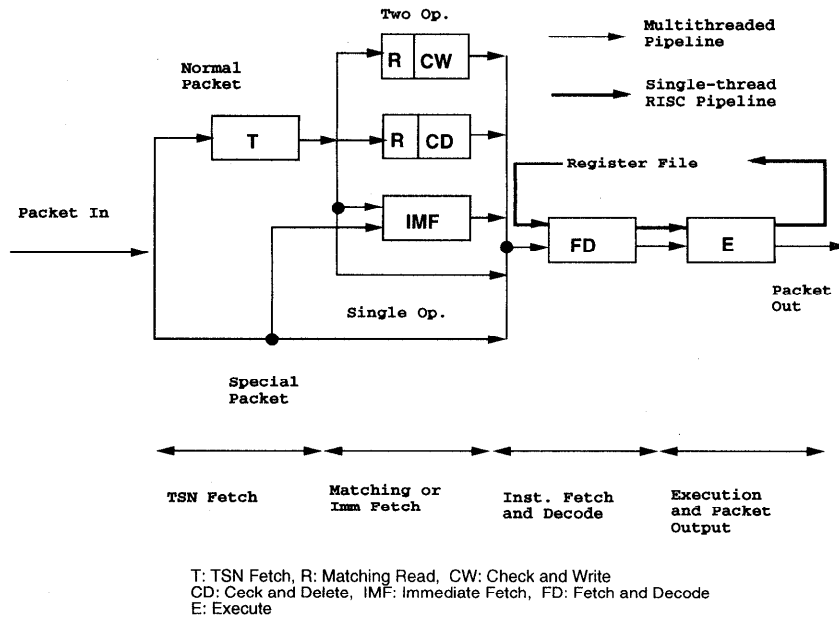 Two Op.
Multithreaded
Pipeline
R CW
Normal
Packet
Single-thread
RISC Pipeline
T
R CD
Register File
Packet In
IMF
FD
E
Packet
Out
Single Op.
Special
Packet
TSN Fetch
Matching or
Imm Fetch
Inst. Fetch
and Decode
Execution
and Packet
Output
T: TSN Fetch, R: Matching Read, CW: Check and Write
CD: Ceck and Delete, IMF: Immediate Fetch, FD: Fetch and Decode
E: Execute